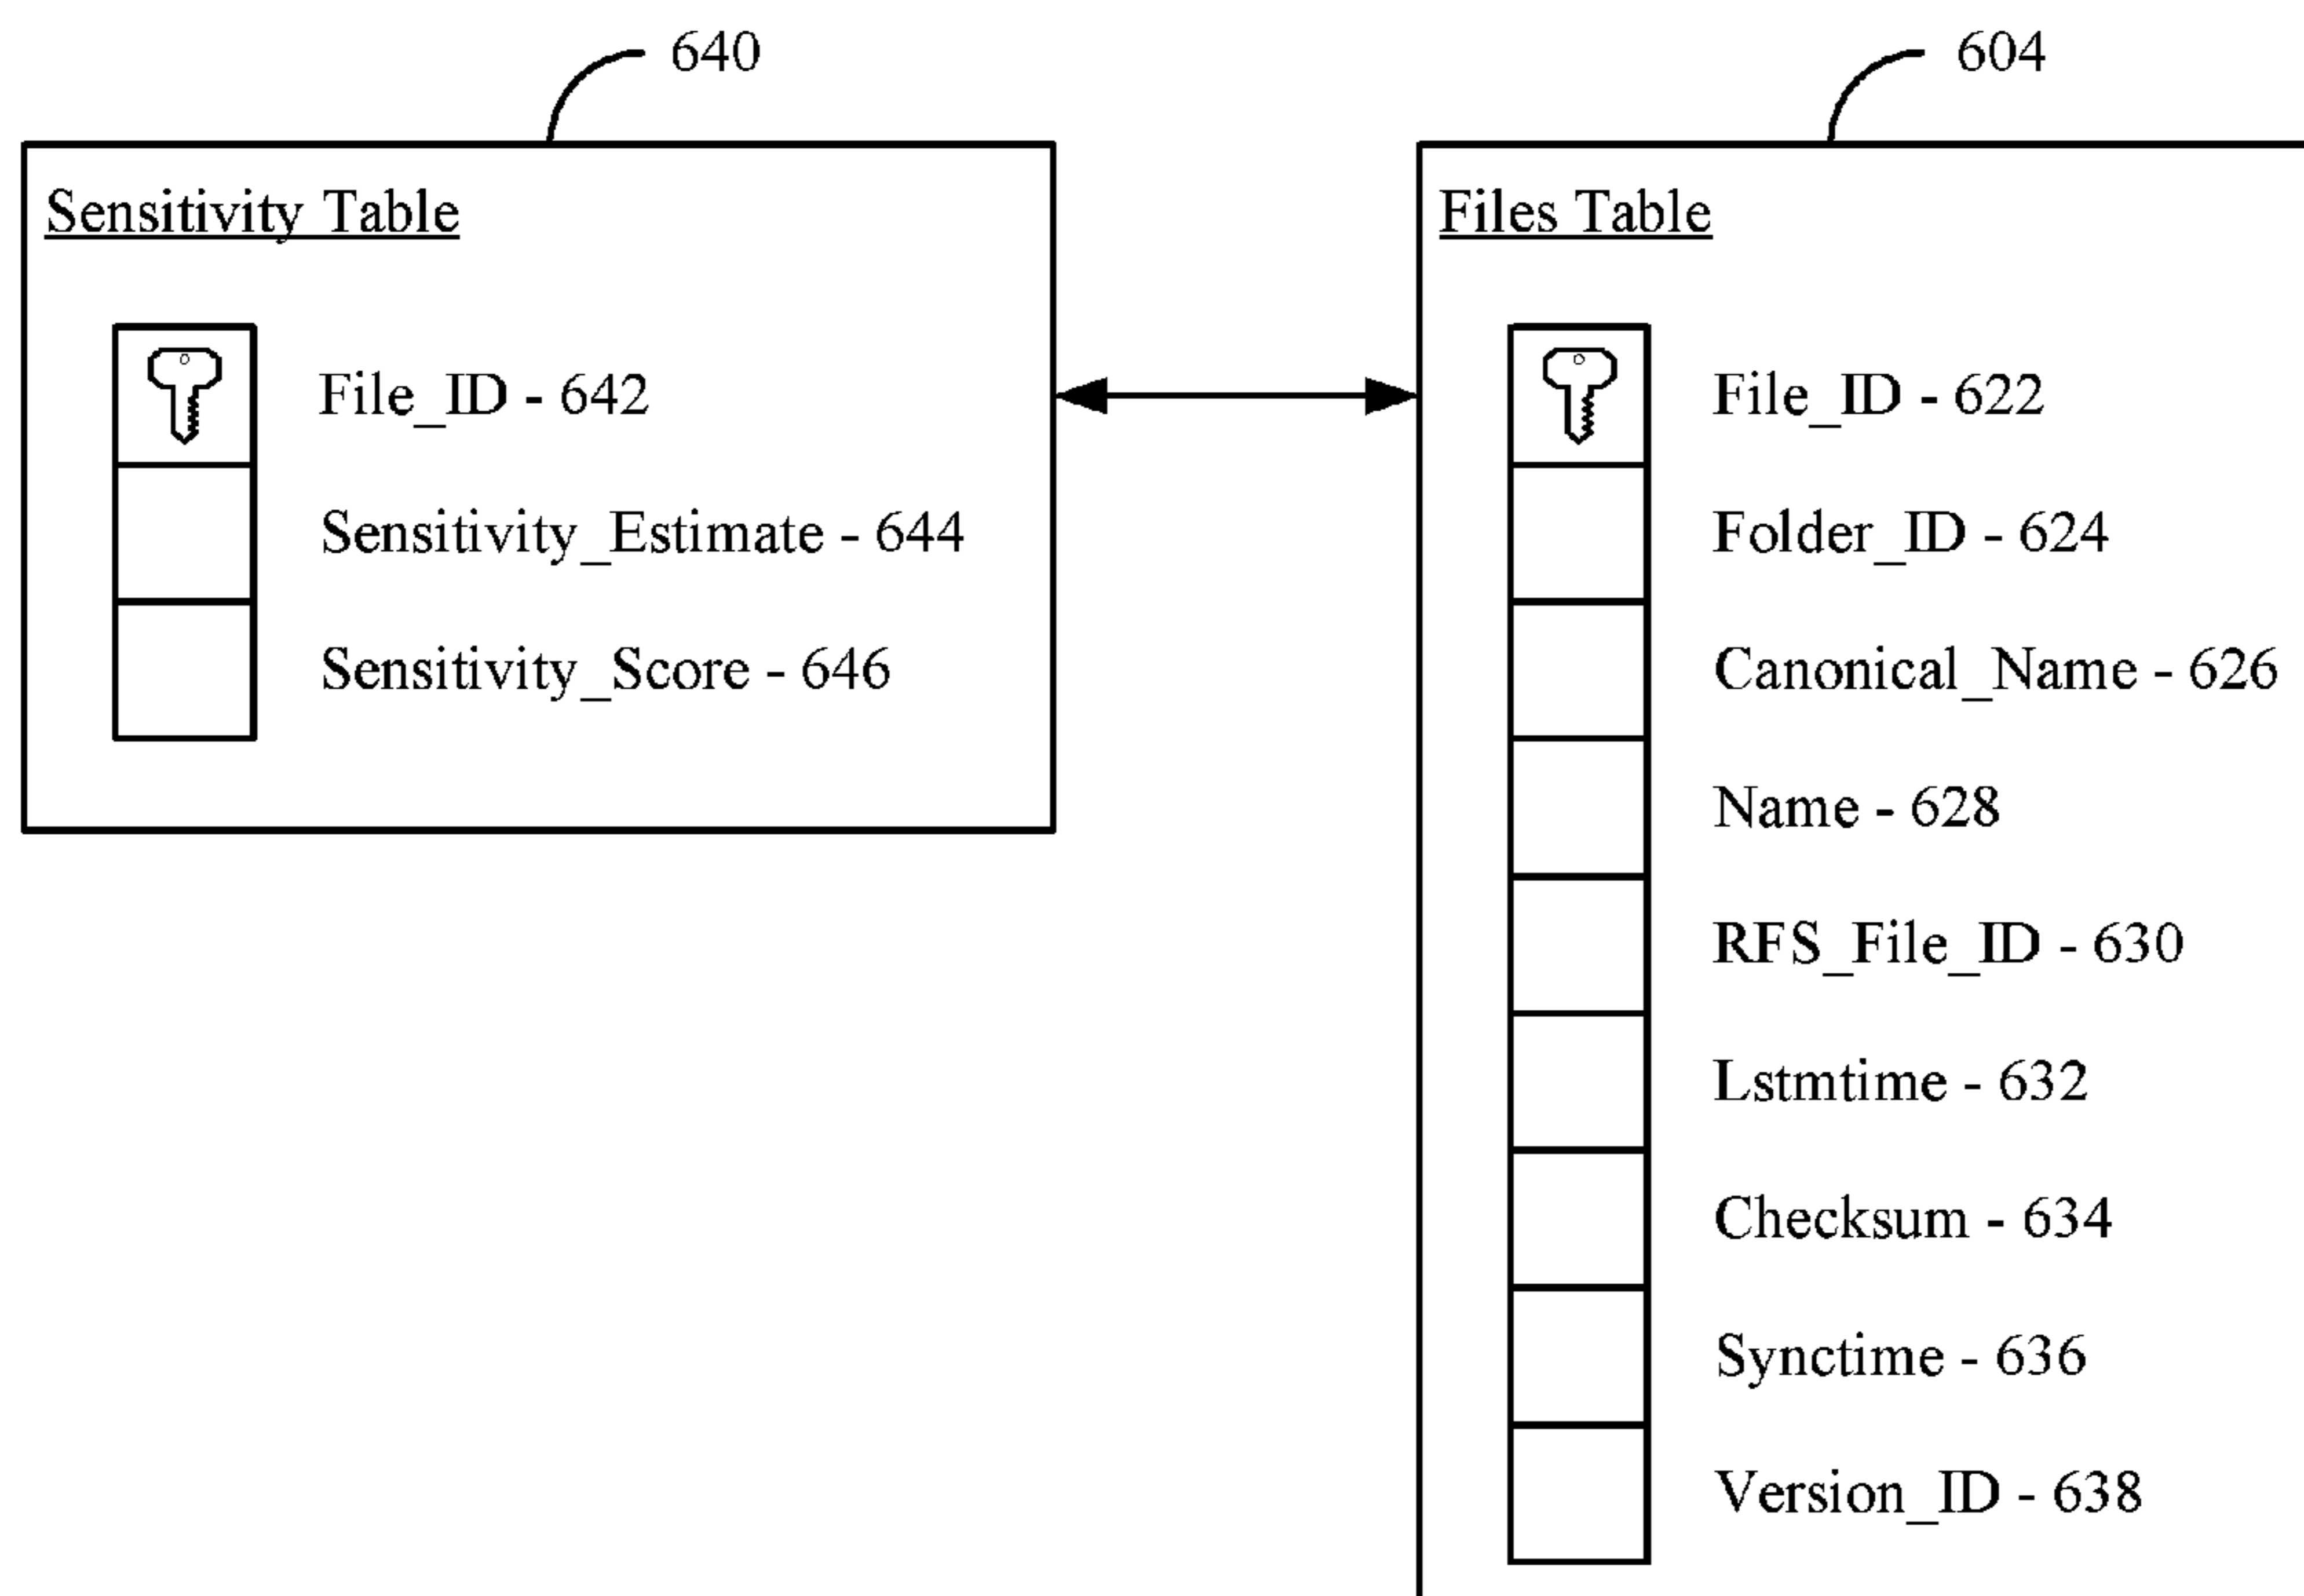 640
Sensitivity Table
File_ID - 642
Sensitivity_Estimate - 644
Sensitivity_Score - 646
604
Files Table
File_ID - 622
Folder_ID - 624
Canonical_Name - 626
Name - 628
RFS_File_ID - 630
Lstmtime - 632
Checksum - 634
Synctime - 636
Version_ID - 638